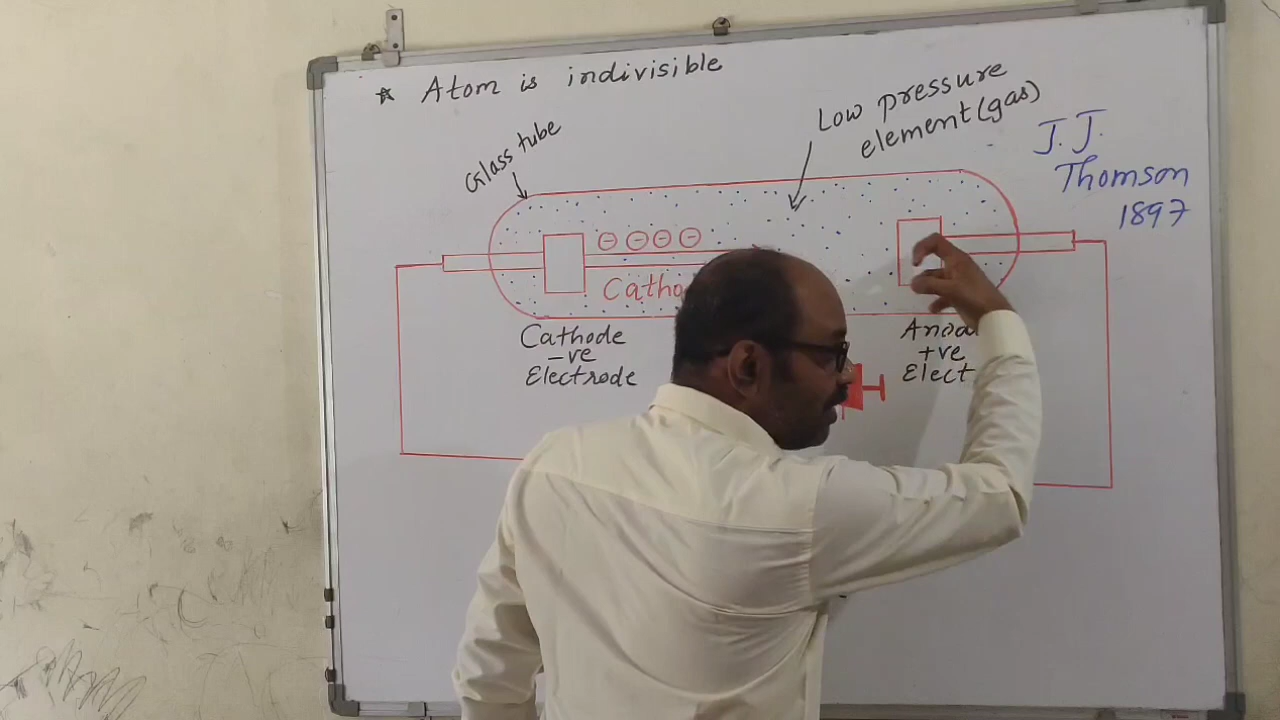 ★ Atom is indivisible
Glass tube
Low pressure
element(gas)
J.J.
Thomson
1897
⊖ ⊖ ⊖ ⊖
Cathode
-ve
Electrode
+ve